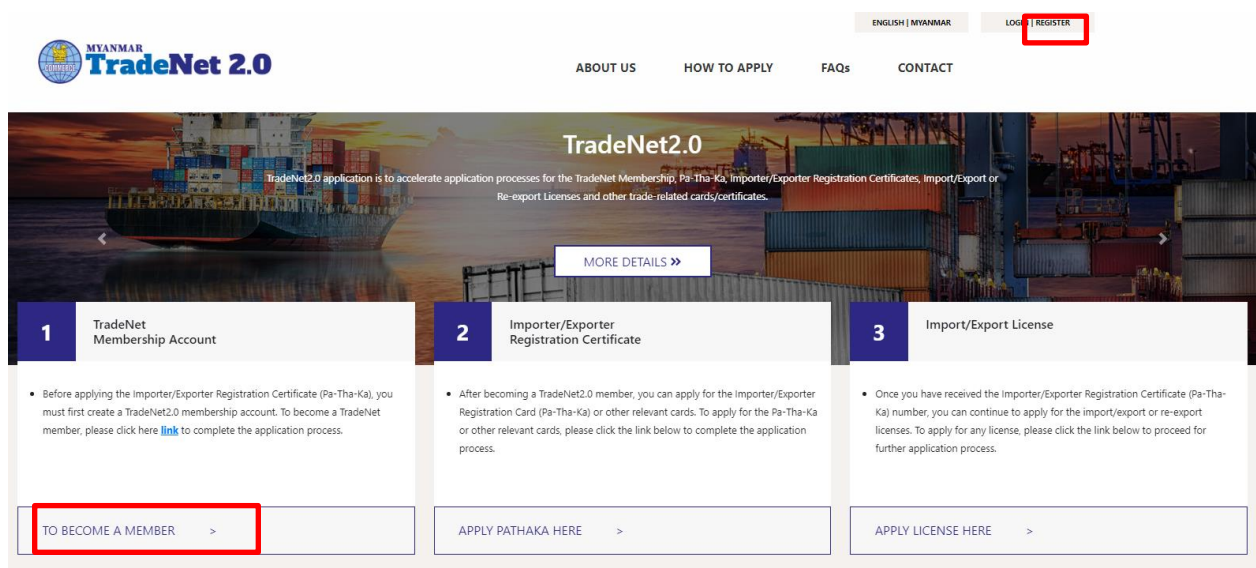 ENGLISH | MYANMAR
LOGIN | REGISTER
MYANMAR
TradeNet 2.0
COMMERCE
ABOUT US
HOW TO APPLY
FAQs
CONTACT
TradeNet2.0
TradeNet2.0 application is to accelerate application processes for the TradeNet Membership, Pa-Tha-Ka, Importer/Exporter Registration Certificates, Import/Export or
Re-export Licenses and other trade-related cards/certificates.
MORE DETAILS »
1
TradeNet
Membership Account
• Before applying the Importer/Exporter Registration Certificate (Pa-Tha-Ka), you
must first create a TradeNet2.0 membership account. To become a TradeNet
member, please click here link to complete the application process.
TO BECOME A MEMBER >
2
Importer/Exporter
Registration Certificate
• After becoming a TradeNet2.0 member, you can apply for the Importer/Exporter
Registration Card (Pa-Tha-Ka) or other relevant cards. To apply for the Pa-Tha-Ka
or other relevant cards, please click the link below to complete the application
process.
APPLY PATHAKA HERE >
3
Import/Export License
• Once you have received the Importer/Exporter Registration Certificate (Pa-Tha-
Ka) number, you can continue to apply for the import/export or re-export
licenses. To apply for any license, please click the link below to proceed for
further application process.
APPLY LICENSE HERE >